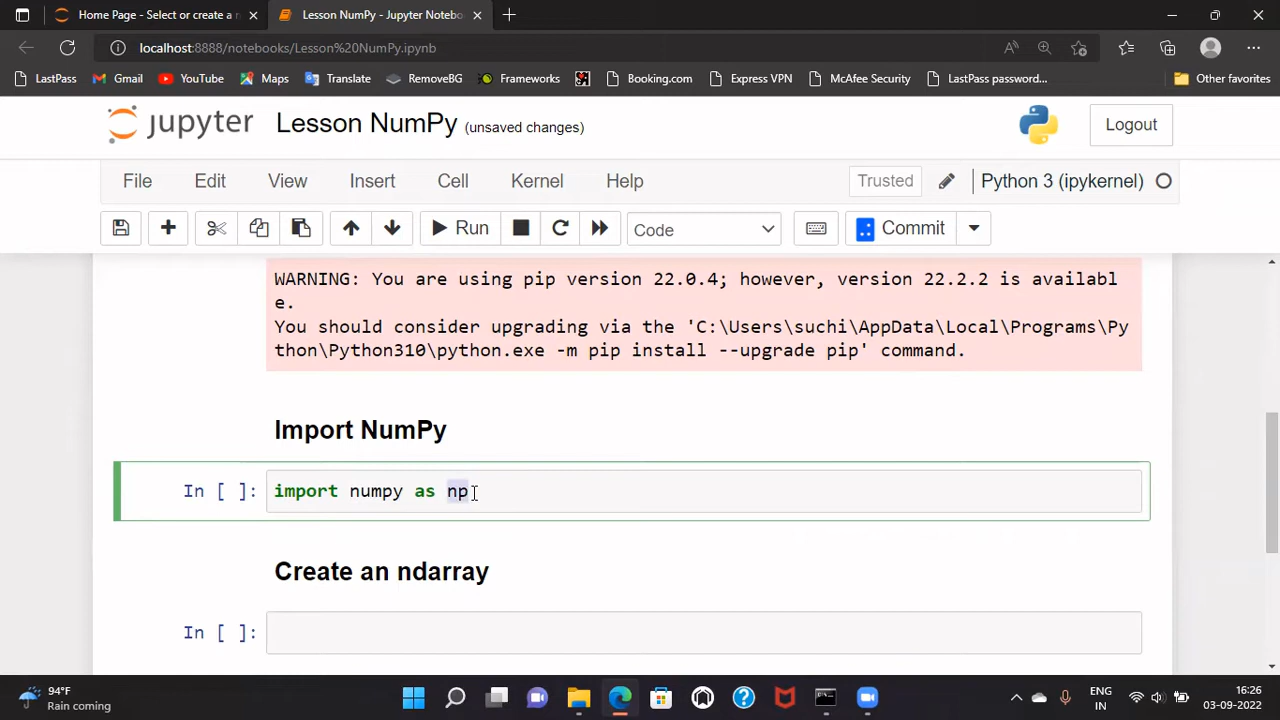 Home Page - Select or create a n
Lesson NumPy - Jupyter Notebo
localhost:8888/notebooks/Lesson%20NumPy.ipynb
LastPass
Gmail
YouTube
Maps
Translate
RemoveBG
Frameworks
Booking.com
Express VPN
McAfee Security
LastPass password...
Other favorites
jupyter
Lesson NumPy (unsaved changes)
Logout
File
Edit
View
Insert
Cell
Kernel
Help
Trusted
Python 3 (ipykernel)
Run
Code
Commit
WARNING: You are using pip version 22.0.4; however, version 22.2.2 is availabl
e.
You should consider upgrading via the 'C:\Users\suchi\AppData\Local\Programs\Py
thon\Python310\python.exe -m pip install --upgrade pip' command.
Import NumPy
In [ ]: import numpy as np
Create an ndarray
In [ ]:
94°F
Rain coming
ENG
IN
16:26
03-09-2022